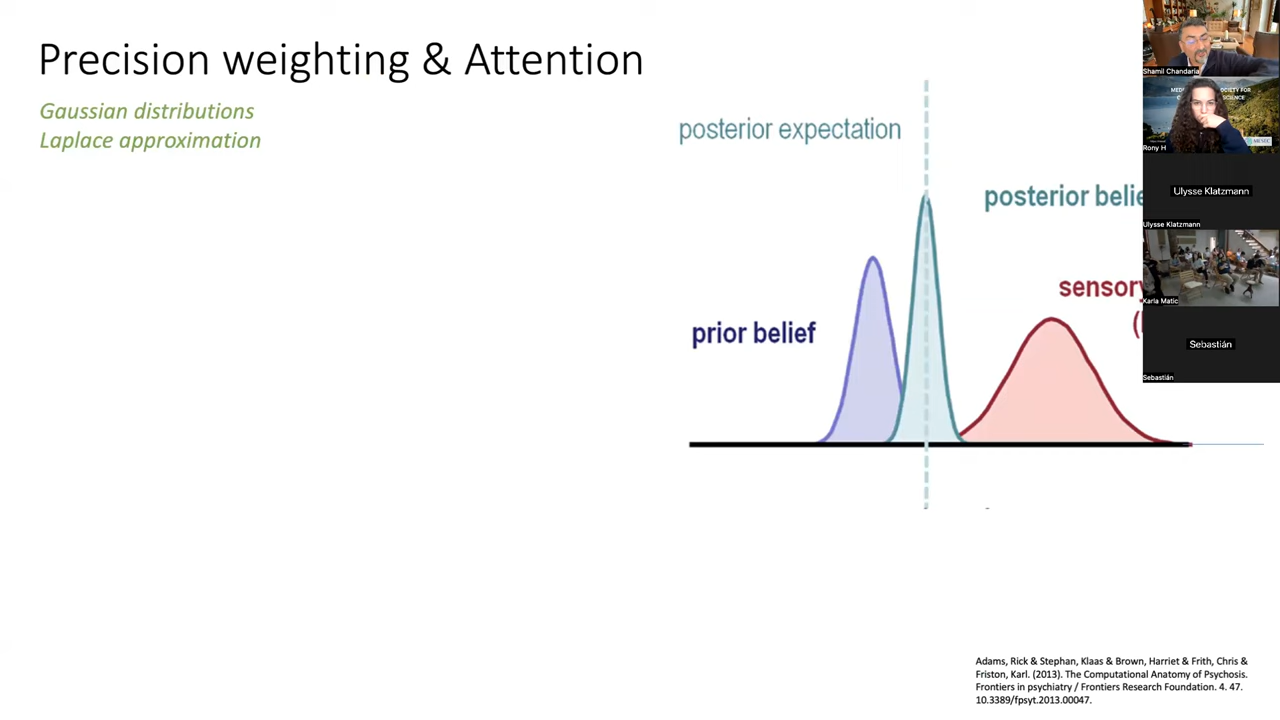 Precision weighting & Attention
Gaussian distributions
Laplace approximation
posterior expectation
posterior belie
prior belief
sensory
Adams, Rick & Stephan, Klaas & Brown, Harriet & Frith, Chris &
Friston, Karl. (2013). The Computational Anatomy of Psychosis.
Frontiers in psychiatry / Frontiers Research Foundation. 4. 47.
10.3389/fpsyt.2013.00047.
Shamil Chandaria
Rony H
Ulysse Klatzmann
Ulysse Klatzmann
Karla Matic
Sebastián
Sebastián